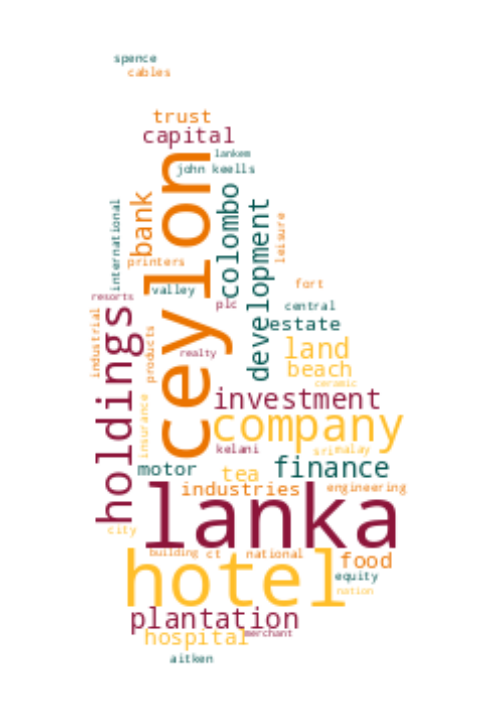 spence
cables
trust
capital
lankem
john keells
ceylon
bank
colombo
international
development
leisure
printers
fort
valley
resorts
plc
central
estate
industrial
holdings
products
realty
land
beach
ceramic
insurance
investment
company
kelani
sri
malay
motor
tea
finance
industries
engineering
lanka
city
building
ct
national
hotel
food
equity
nation
plantation
hospital
merchant
aitken